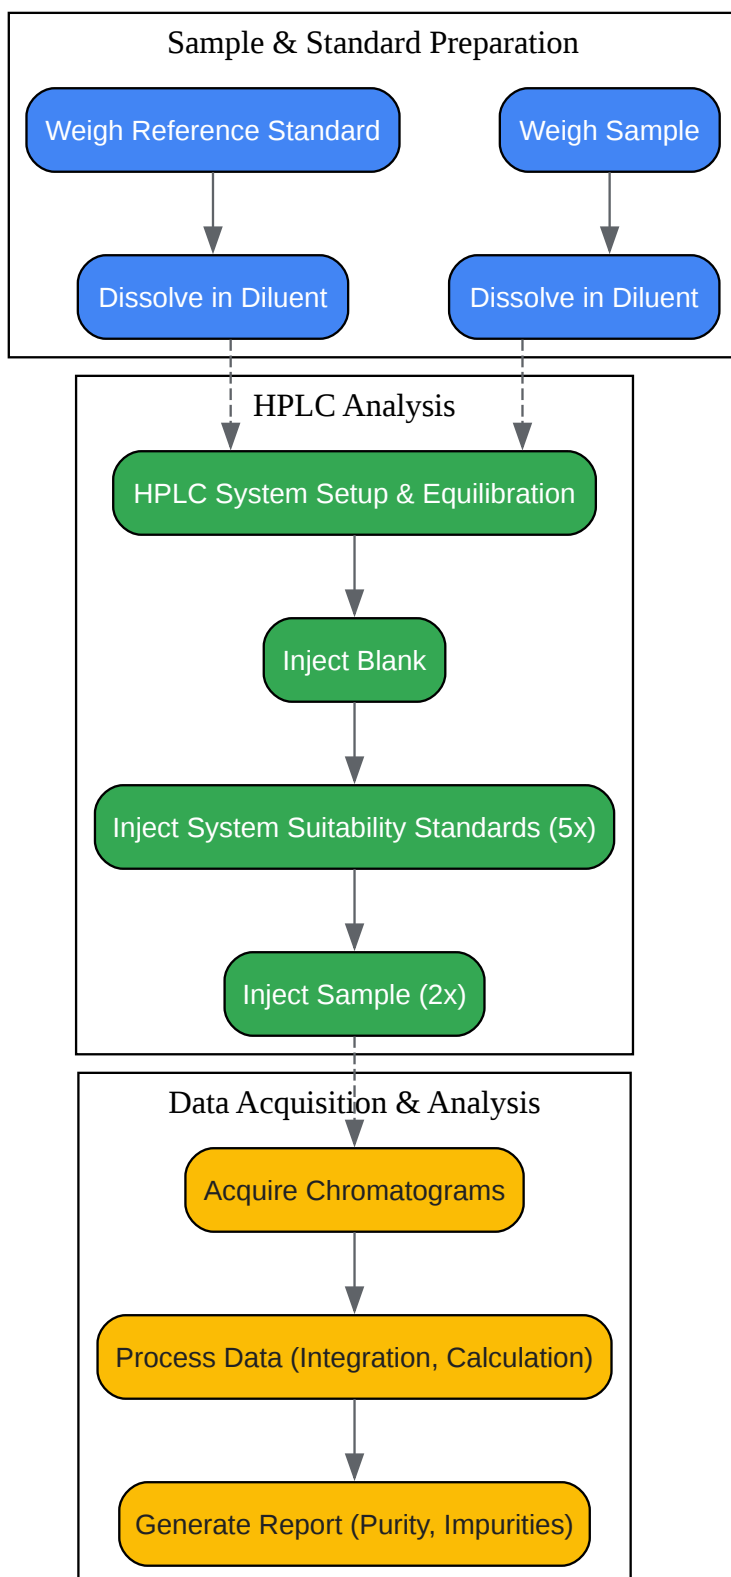 Sample & Standard Preparation
Weigh Reference Standard
Weigh Sample
Dissolve in Diluent
Dissolve in Diluent
HPLC Analysis
HPLC System Setup & Equilibration
Inject Blank
Inject System Suitability Standards (5x)
Inject Sample (2x)
Data Acquisition & Analysis
Acquire Chromatograms
Process Data (Integration, Calculation)
Generate Report (Purity, Impurities)